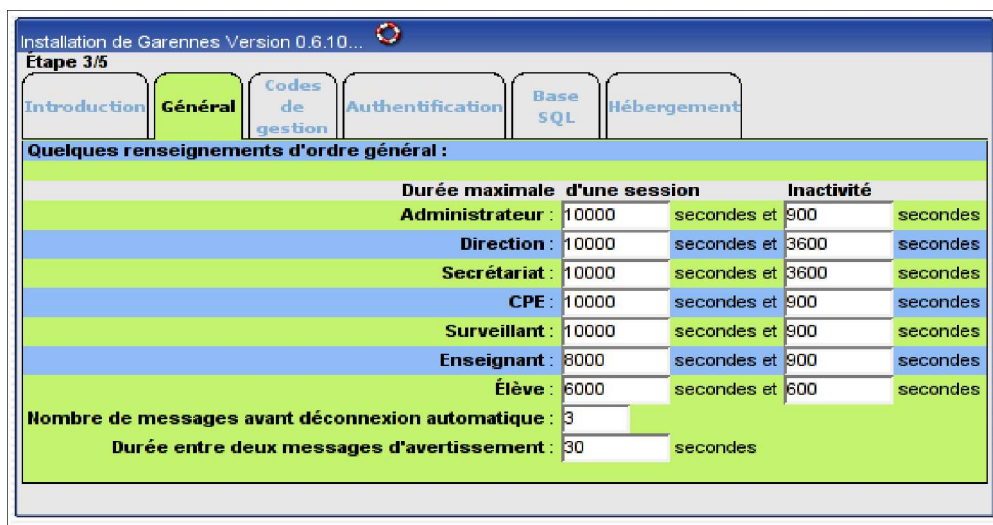 Installation de Garennes Version 0.6.10...
Étape 3/5
Introduction Général Codes de gestion Authentification Base SQL Hébergement
Quelques renseignements d'ordre général :
Durée maximale d'une session Inactivité
Administrateur : 10000 secondes et 900 secondes
Direction : 10000 secondes et 3600 secondes
Secrétariat : 10000 secondes et 3600 secondes
CPE : 10000 secondes et 900 secondes
Surveillant : 10000 secondes et 900 secondes
Enseignant : 8000 secondes et 900 secondes
Élève : 6000 secondes et 600 secondes
Nombre de messages avant déconnexion automatique : 3
Durée entre deux messages d'avertissement : 30 secondes